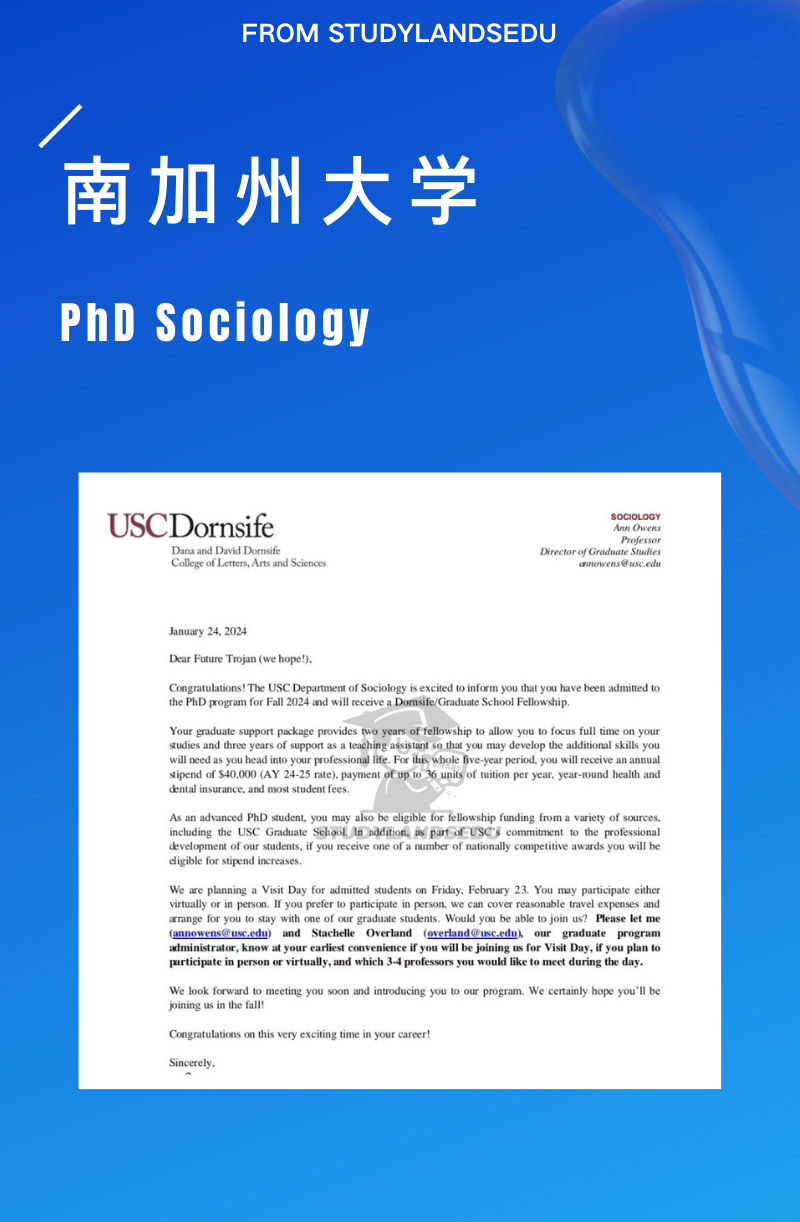 FROM STUDYLANDSEDU
南加州大学
PhD Sociology
USCDornsife
Dana and David Dornsife
College of Letters, Arts and Sciences
SOCIOLOGY
Ann Owens
Professor
Director of Graduate Studies
annowens@usc.edu
January 24, 2024
Dear Future Trojan (we hope!),
Congratulations! The USC Department of Sociology is excited to inform you that you have been admitted to
the PhD program for Fall 2024 and will receive a Dornsife/Graduate School Fellowship.
Your graduate support package provides two years of fellowship to allow you to focus full time on your
studies and three years of support as a teaching assistant so that you may develop the additional skills you
will need as you head into your professional life. For this whole five-year period, you will receive an annual
stipend of $40,000 (AY 24-25 rate), payment of up to 36 units of tuition per year, year-round health and
dental insurance, and most student fees.
As an advanced PhD student, you may also be eligible for fellowship funding from a variety of sources,
including the USC Graduate School. In addition, as part of USC's commitment to the professional
development of our students, if you receive one of a number of nationally competitive awards you will be
eligible for stipend increases.
STUDYLANDSEDU
We are planning a Visit Day for admitted students on Friday, February 23. You may participate either
virtually or in person. If you prefer to participate in person, we can cover reasonable travel expenses and
arrange for you to stay with one of our graduate students. Would you be able to join us? Please let me
(annowens@usc.edu) and Stachelle Overland (overland@usc.edu), our graduate program
administrator, know at your earliest convenience if you will be joining us for Visit Day, if you plan to
participate in person or virtually, and which 3-4 professors you would like to meet during the day.
We look forward to meeting you soon and introducing you to our program. We certainly hope you'll be
joining us in the fall!
Congratulations on this very exciting time in your career!
Sincerely,